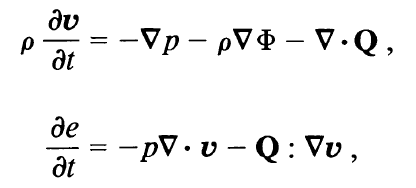 ρ ∂v/∂t = −∇p − ρ∇Φ − ∇·Q ,
∂e/∂t = −p∇·v − Q : ∇v ,